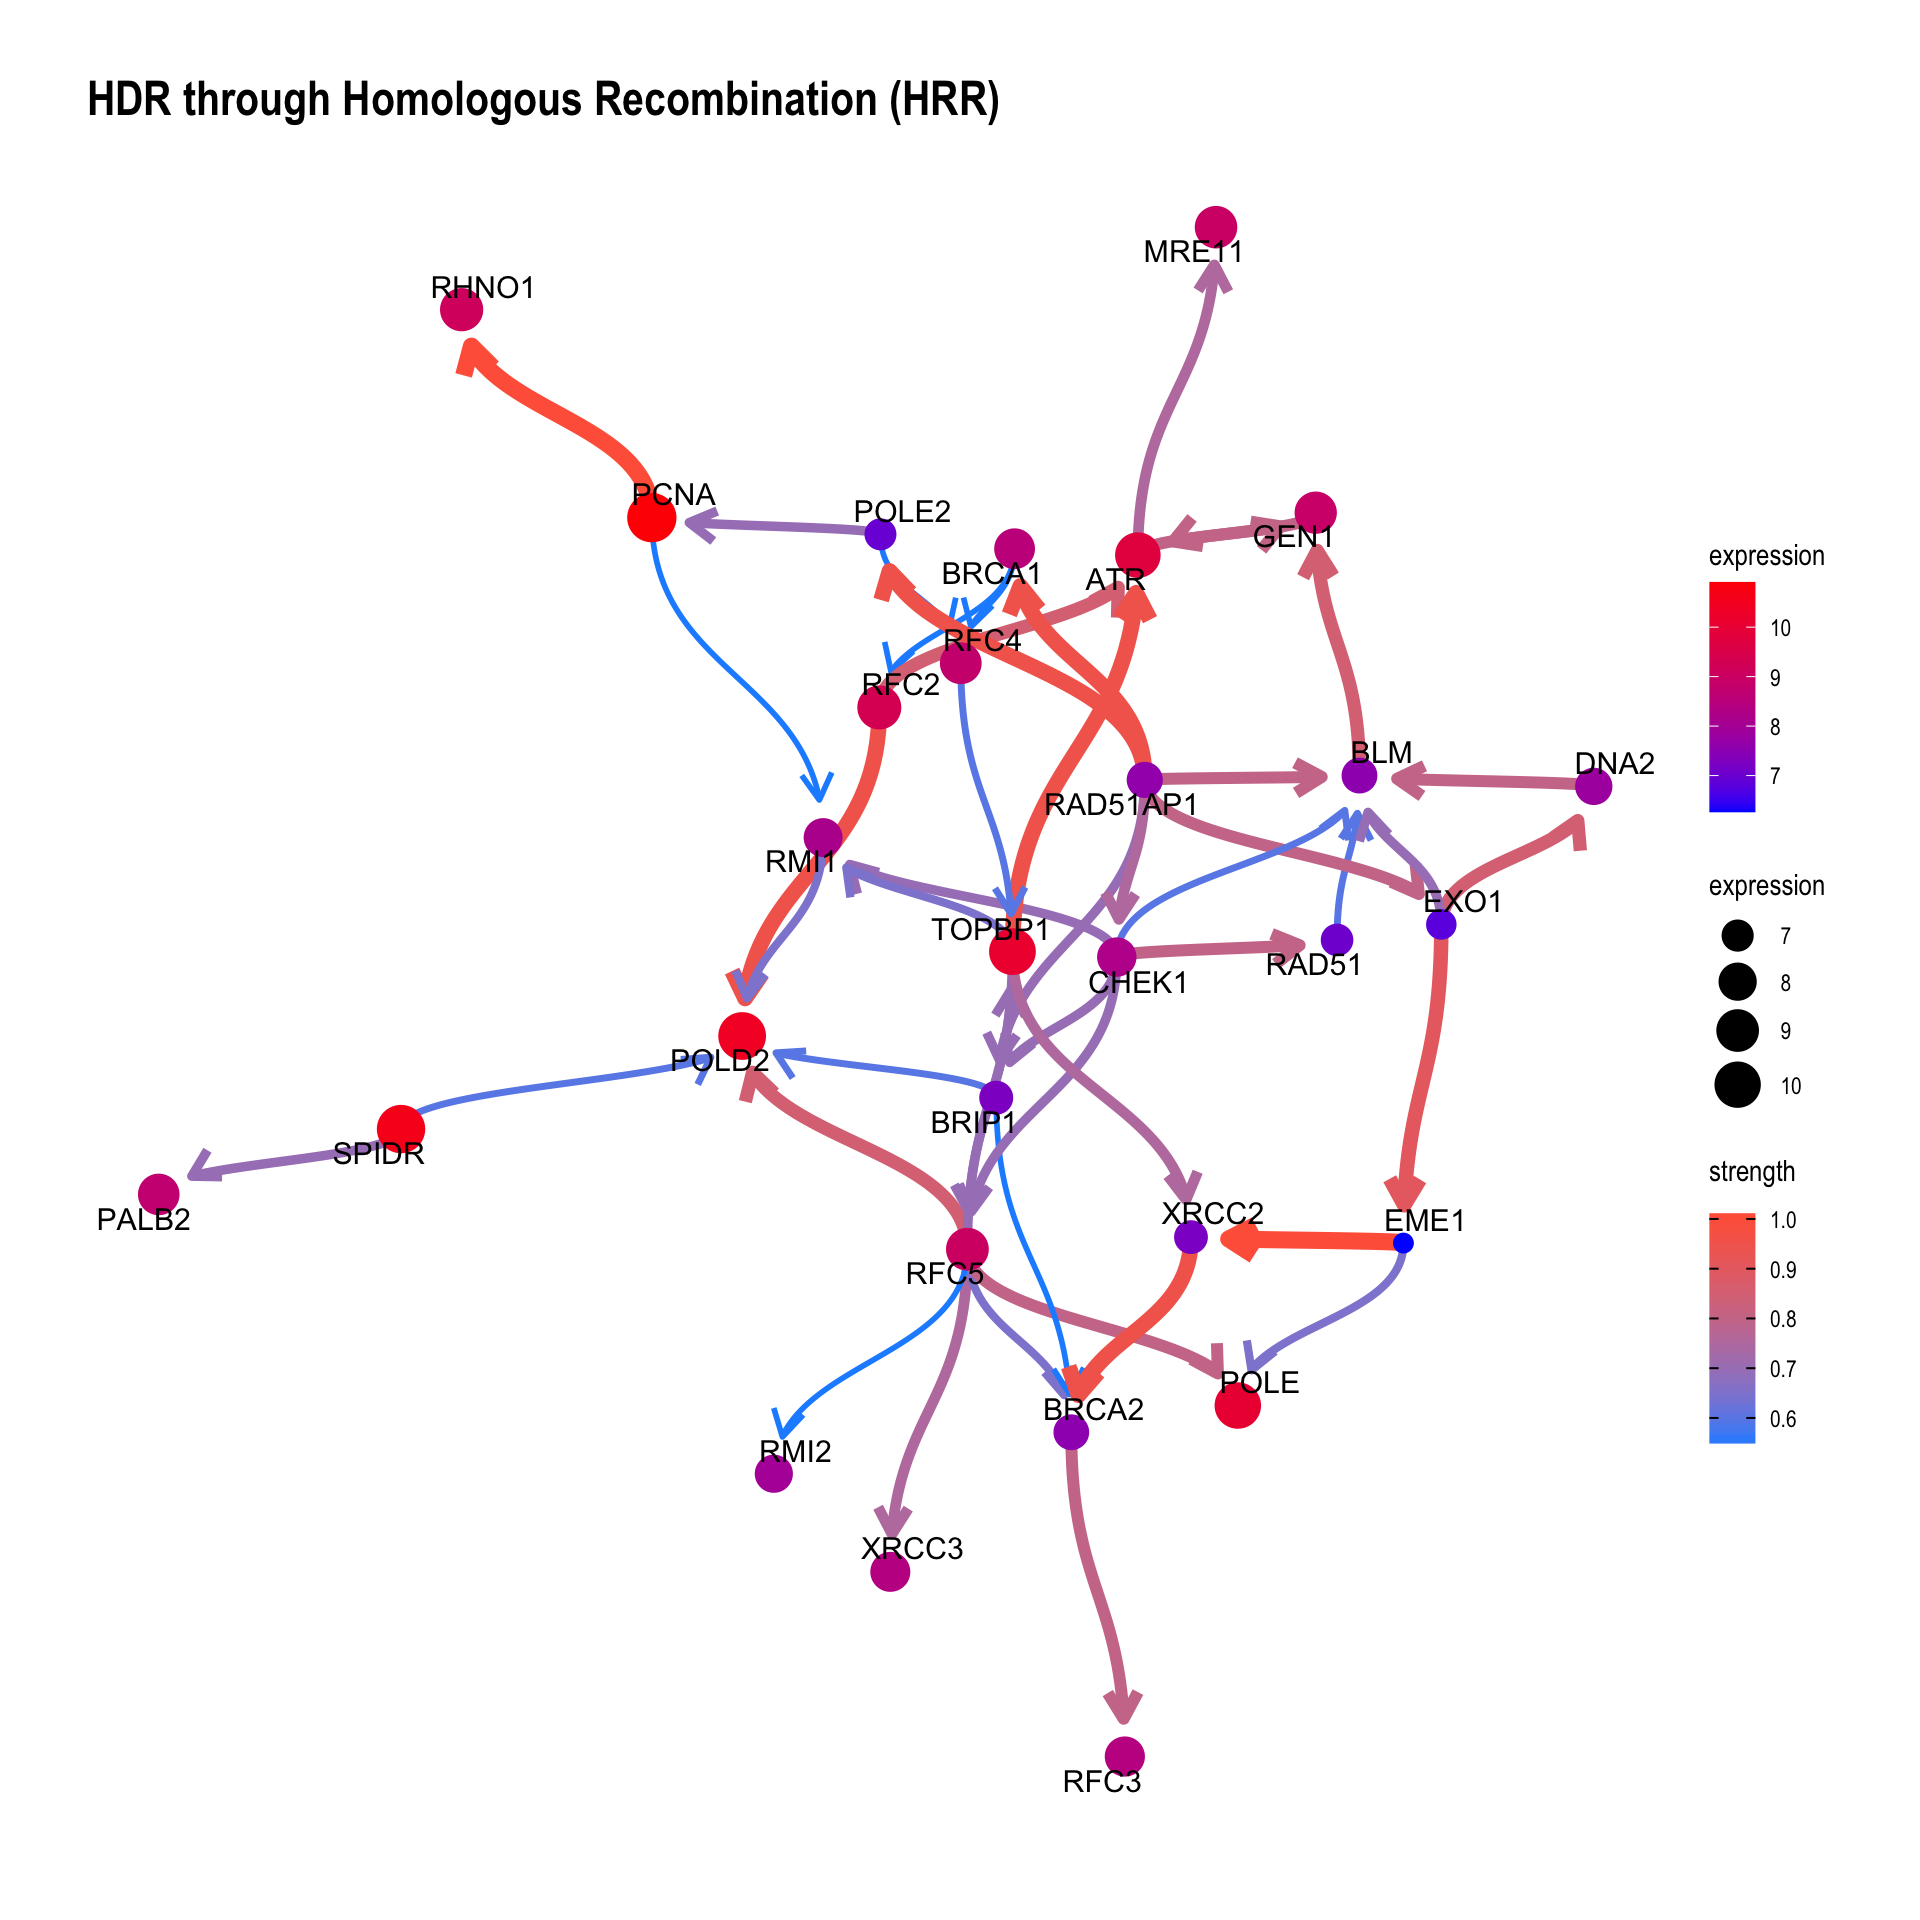 HDR through Homologous Recombination (HRR)
MRE11
RHNO1
PCNA
POLE2
BRCA1
ATR
GEN1
RFC4
RFC2
BLM
DNA2
RAD51AP1
RMI1
EXO1
TOPBP1
RAD51
CHEK1
POLD2
BRIP1
SPIDR
PALB2
XRCC2
EME1
RFC5
POLE
BRCA2
RMI2
XRCC3
RFC3
expression
10
9
8
7
expression
7
8
9
10
strength
1.0
0.9
0.8
0.7
0.6